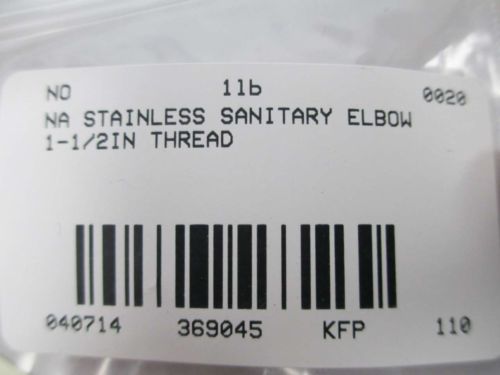 NO 1lb 0020
NA STAINLESS SANITARY ELBOW
1-1/2IN THREAD
040714 369045 KFP 110